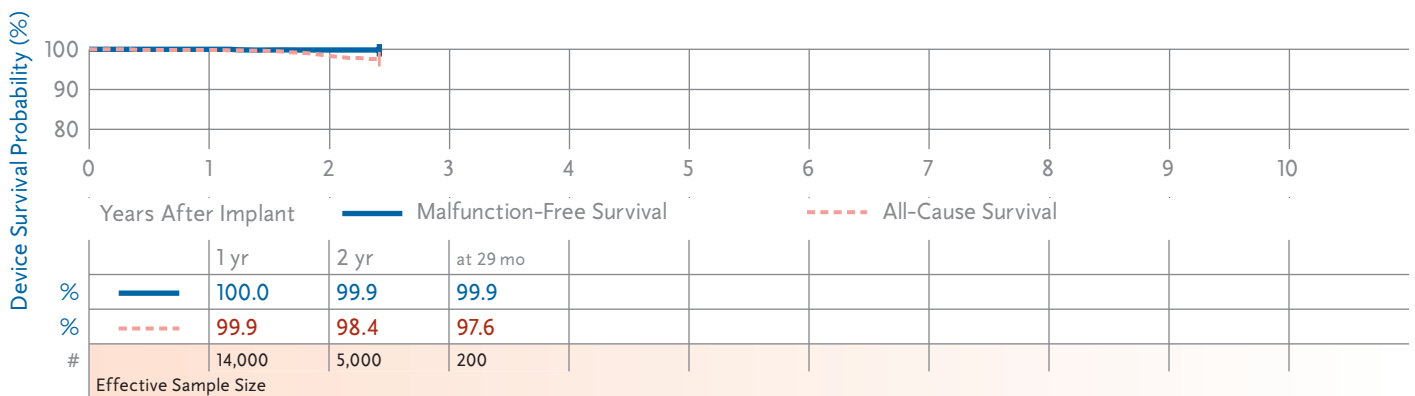 Device Survival Probability (%)
100
90
80
0 1 2 3 4 5 6 7 8 9 10
Years After Implant Malfunction-Free Survival All-Cause Survival
1 yr 2 yr at 29 mo
% 100.0 99.9 99.9
% 99.9 98.4 97.6
# 14,000 5,000 200
Effective Sample Size